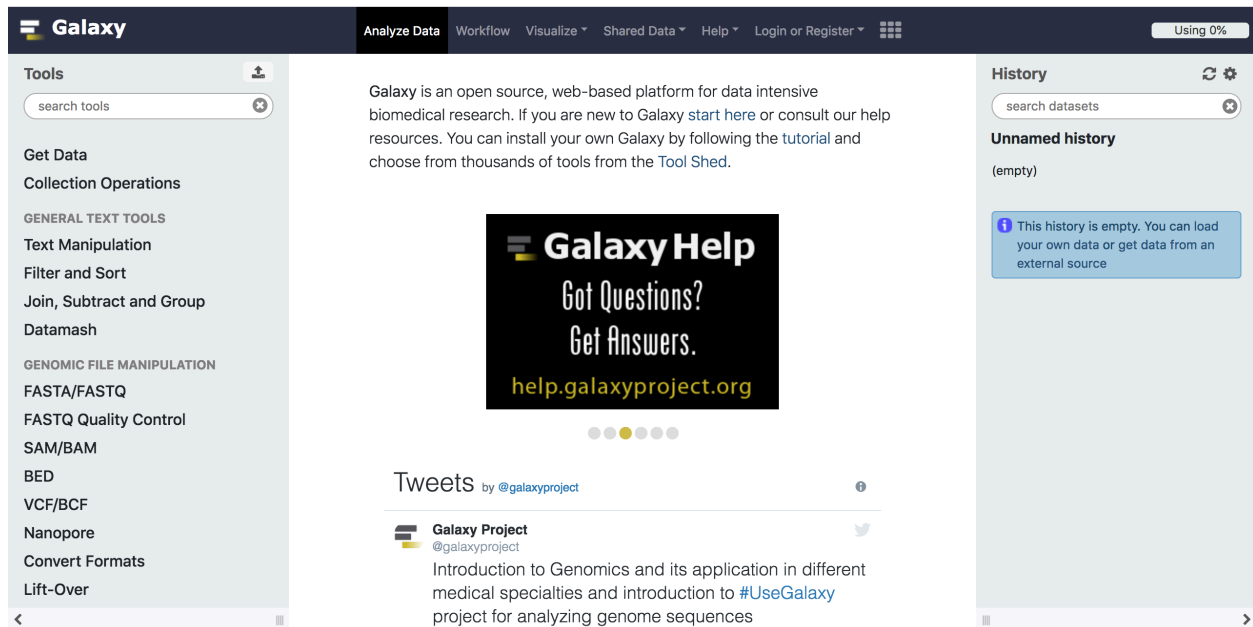 Galaxy
Analyze Data Workflow Visualize Shared Data Help Login or Register
Using 0%
Tools
search tools
Get Data
Collection Operations
GENERAL TEXT TOOLS
Text Manipulation
Filter and Sort
Join, Subtract and Group
Datamash
GENOMIC FILE MANIPULATION
FASTA/FASTQ
FASTQ Quality Control
SAM/BAM
BED
VCF/BCF
Nanopore
Convert Formats
Lift-Over
Galaxy is an open source, web-based platform for data intensive
biomedical research. If you are new to Galaxy start here or consult our help
resources. You can install your own Galaxy by following the tutorial and
choose from thousands of tools from the Tool Shed.
Galaxy Help
Got Questions?
Get Answers.
help.galaxyproject.org
Tweets by @galaxyproject
Galaxy Project
@galaxyproject
Introduction to Genomics and its application in different
medical specialties and introduction to #UseGalaxy
project for analyzing genome sequences
History
search datasets
Unnamed history
(empty)
This history is empty. You can load
your own data or get data from an
external source